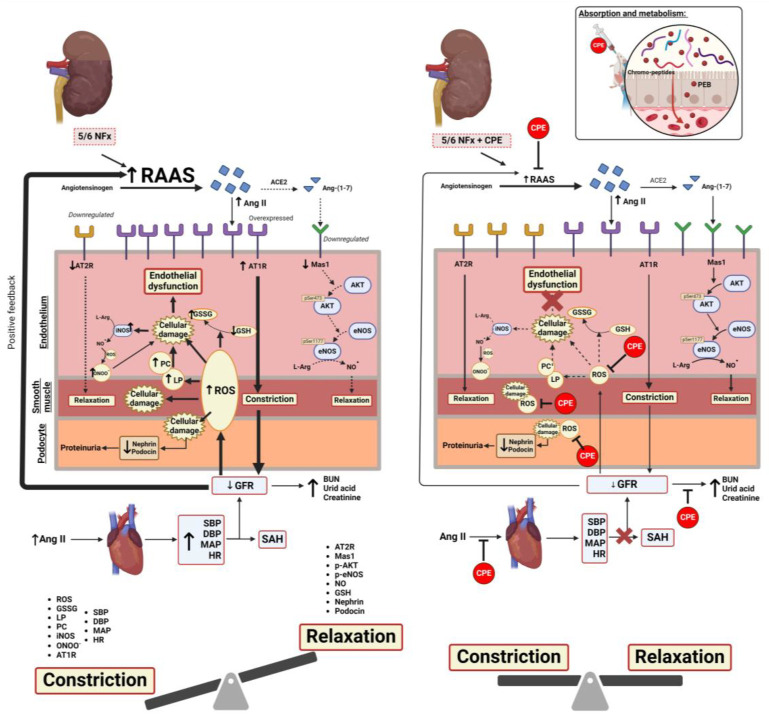 5/6 NFx
↑RAAS
Angiotensinogen
ACE2
Ang-(1-7)
↑Ang II
Downregulated
Overexpressed
Downregulated
↓AT2R
↑AT1R
↓Mas1
Endothelial
dysfunction
↑GSSG
↓GSH
L-Arg
iNOS↑
Cellular
damage
NO
ROS
↑ONOO⁻
↑PC
↑LP
↑ROS
AKT
pSer473
AKT
eNOS
pSer1177
eNOS
L-Arg
NO
Relaxation
Cellular
damage
Constriction
Relaxation
Cellular
damage
Proteinuria
↓Nephrin
Podocin
Positive feedback
Endothelium
Smooth
muscle
Podocyte
↓GFR
↑BUN
Urid acid
Creatinine
↑Ang II
↑SBP
DBP
MAP
HR
SAH
• AT2R
• Mas1
• p-AKT
• p-eNOS
• NO
• GSH
• Nephrin
• Podocin
• ROS
• GSSG
• LP
• PC
• iNOS
• ONOO⁻
• AT1R
• SBP
• DBP
• MAP
• HR
Relaxation
Constriction
Absorption and metabolism:
CPE
Chromo-peptides
PEB
5/6 NFx + CPE
CPE
↑RAAS
Angiotensinogen
ACE2
Ang-(1-7)
↑Ang II
AT2R
AT1R
Mas1
Endothelial
dysfunction
GSSG
GSH
L-Arg
iNOS
Cellular
damage
NO
ROS
ONOO⁻
PC
LP
ROS
CPE
AKT
pSer473
AKT
eNOS
pSer1177
eNOS
L-Arg
NO
Relaxation
Cellular
damage
ROS
CPE
Constriction
Relaxation
Cellular
damage
ROS
CPE
Proteinuria
↓Nephrin
Podocin
↓GFR
↑BUN
Urid acid
Creatinine
CPE
Ang II
CPE
SBP
DBP
MAP
HR
SAH
Constriction
Relaxation